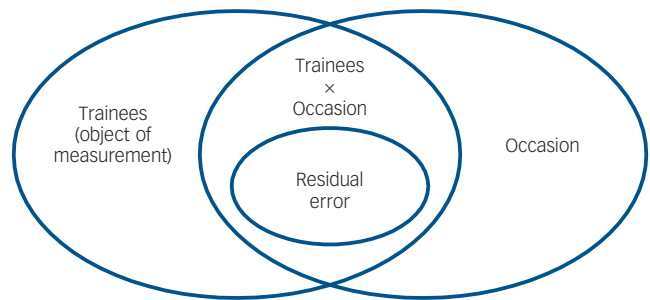 Trainees
(object of
measurement)
Trainees
×
Occasion
Residual
error
Occasion